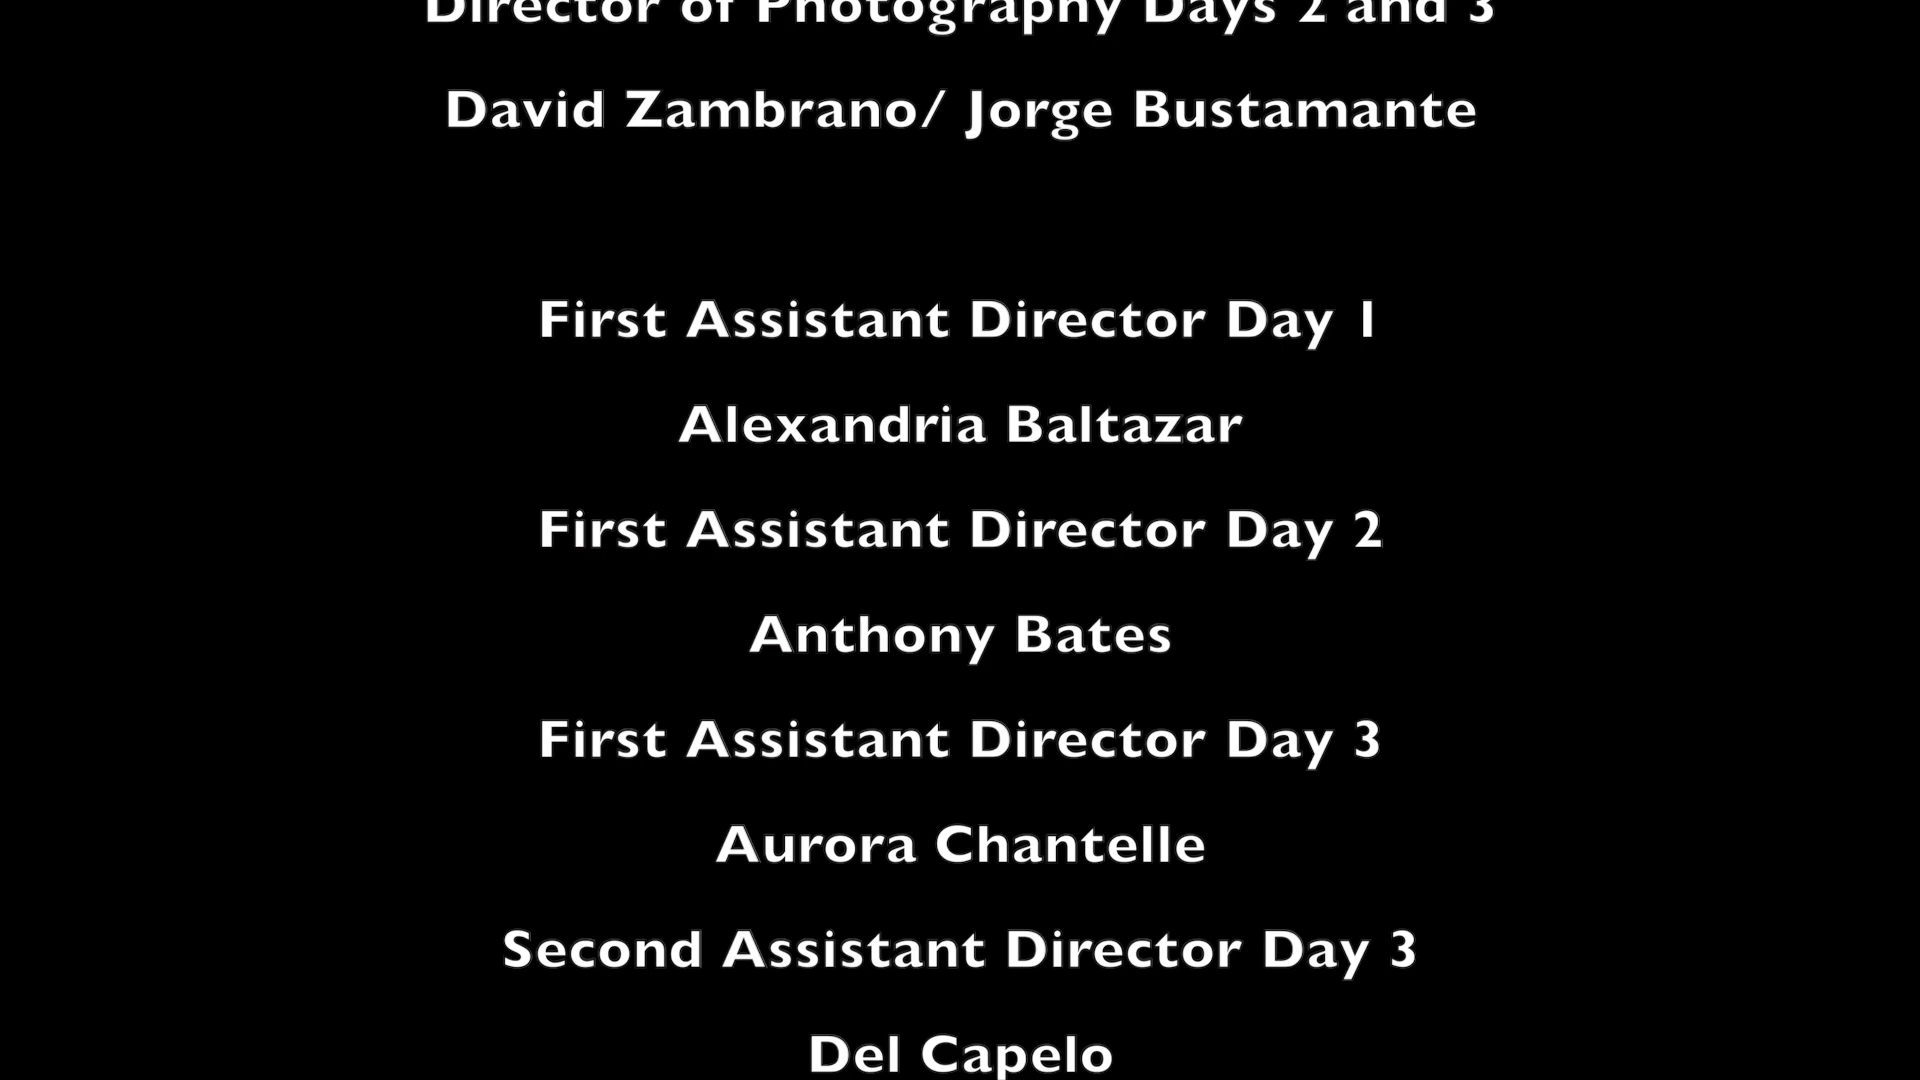 Director of Photography Days 2 and 3
David Zambrano/ Jorge Bustamante
First Assistant Director Day 1
Alexandria Baltazar
First Assistant Director Day 2
Anthony Bates
First Assistant Director Day 3
Aurora Chantelle
Second Assistant Director Day 3
Del Capelo